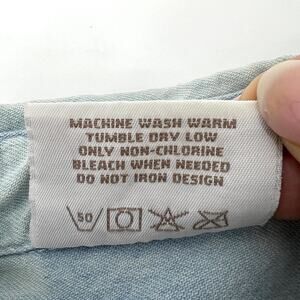 MACHINE WASH WARM
TUMBLE DRY LOW
ONLY NON-CHLORINE
BLEACH WHEN NEEDED
DO NOT IRON DESIGN
50